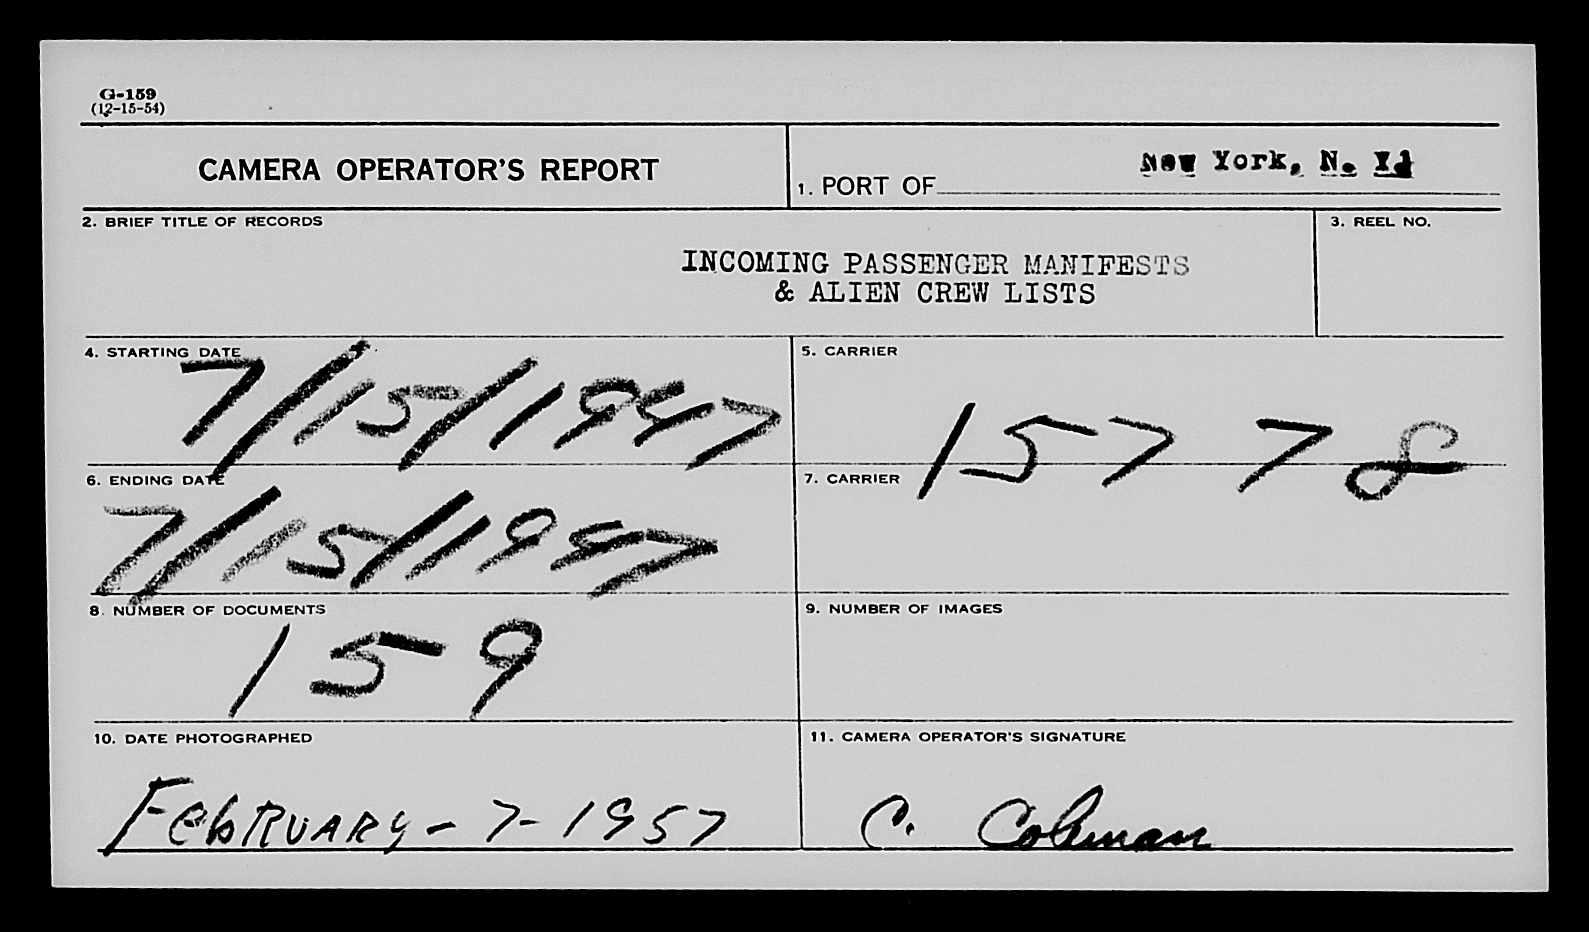 G-159
(12-15-54)
CAMERA OPERATOR'S REPORT
1. PORT OF New York, N. Y.
2. BRIEF TITLE OF RECORDS
INCOMING PASSENGER MANIFESTS
& ALIEN CREW LISTS
3. REEL NO.
4. STARTING DATE
7/15/1947
5. CARRIER
15778
6. ENDING DATE
7/15/1947
7. CARRIER
8. NUMBER OF DOCUMENTS
159
9. NUMBER OF IMAGES
10. DATE PHOTOGRAPHED
FebRUARY - 7 - 1957
11. CAMERA OPERATOR'S SIGNATURE
C. Coleman